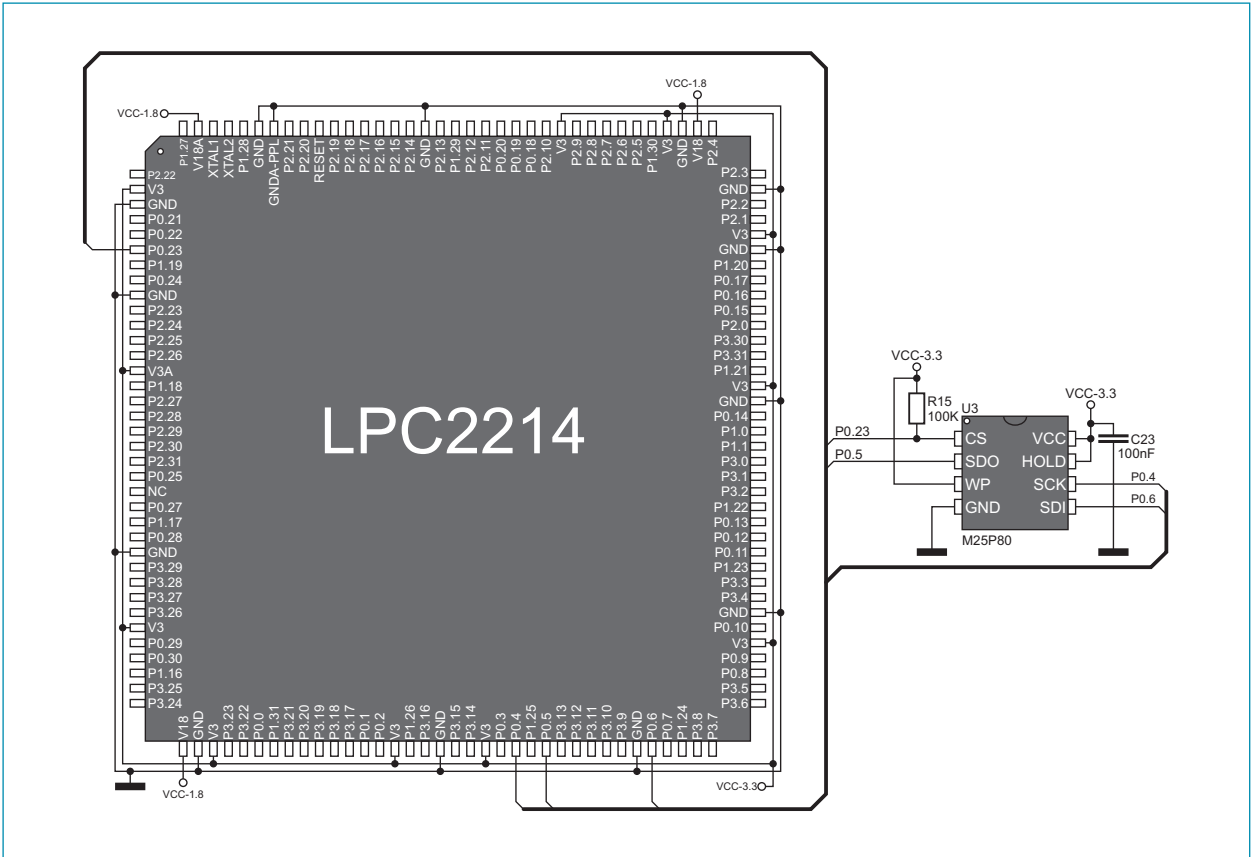 VCC-1.8
VCC-1.8
P1.27
V18A
XTAL1
XTAL2
P1.28
GND
GNDA-PPL
P2.21
P2.20
RESET
P2.19
P2.18
P2.17
P2.16
P2.15
P2.14
GND
P2.13
P1.29
P2.12
P2.11
P0.20
P0.19
P0.18
P2.10
V3
P2.9
P2.8
P2.7
P2.6
P2.5
P1.30
V3
GND
V18
P2.4
P2.22
V3
GND
P0.21
P0.22
P0.23
P1.19
P0.24
GND
P2.23
P2.24
P2.25
P2.26
V3A
P1.18
P2.27
P2.28
P2.29
P2.30
P2.31
P0.25
NC
P0.27
P1.17
P0.28
GND
P3.29
P3.28
P3.27
P3.26
V3
P0.29
P0.30
P1.16
P3.25
P3.24
LPC2214
P2.3
GND
P2.2
P2.1
V3
GND
P1.20
P0.17
P0.16
P0.15
P2.0
P3.30
P3.31
P1.21
V3
GND
P0.14
P1.0
P1.1
P3.0
P3.1
P3.2
P1.22
P0.13
P0.12
P0.11
P1.23
P3.3
P3.4
GND
P0.10
V3
P0.9
P0.8
P3.5
P3.6
V18
GND
V3
P3.23
P3.22
P0.0
P1.31
P3.21
P3.20
P3.19
P3.18
P3.17
P0.1
P0.2
V3
P1.26
P3.16
GND
P3.15
P3.14
V3
P0.3
P0.4
P1.25
P0.5
P3.13
P3.12
P3.11
P3.10
P3.9
GND
P0.6
P0.7
P1.24
P3.8
P3.7
VCC-1.8
VCC-3.3
VCC-3.3
R15
100K
VCC-3.3
U3
C23
100nF
P0.23
P0.5
CS
SDO
WP
GND
VCC
HOLD
SCK
SDI
P0.4
P0.6
M25P80